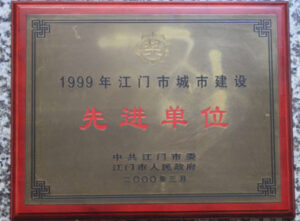 1999年江门市城市建设
先进单位
中共江门市委
江门市人民政府
二000年三月